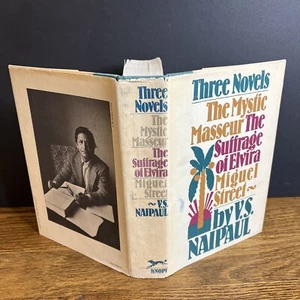 Three
Novels
The
Mystic
Masseur
The
Suffrage
of Elvira
Miguel
Street
~ V.S.
NAIPAUL
KNOPF
Three Novels
The Mystic
Masseur The
Suffrage
of Elvira
Miguel
Street~
by V.S.
NAIPAUL